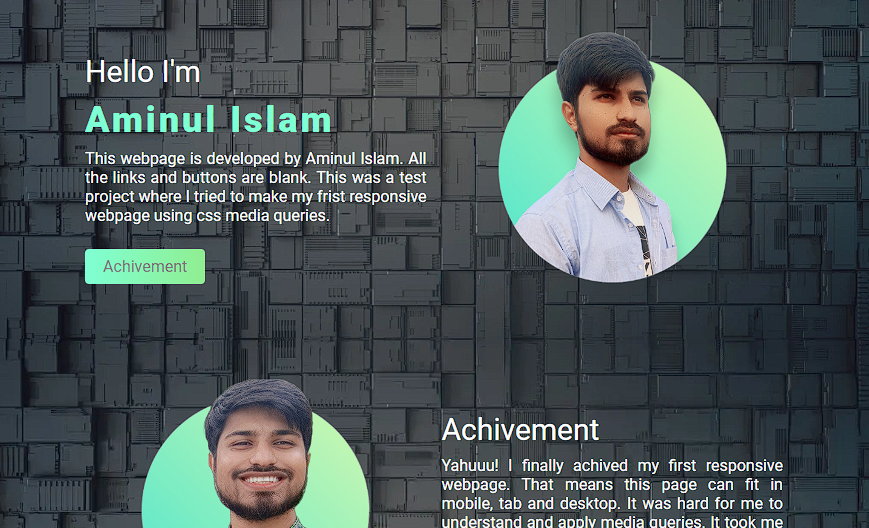 Hello I'm
Aminul Islam
This webpage is developed by Aminul Islam. All
the links and buttons are blank. This was a test
project where I tried to make my frist responsive
webpage using css media queries.
Achivement
Achivement
Yahuuu! I finally achived my first responsive
webpage. That means this page can fit in
mobile, tab and desktop. It was hard for me to
understand and apply media queries. It took me